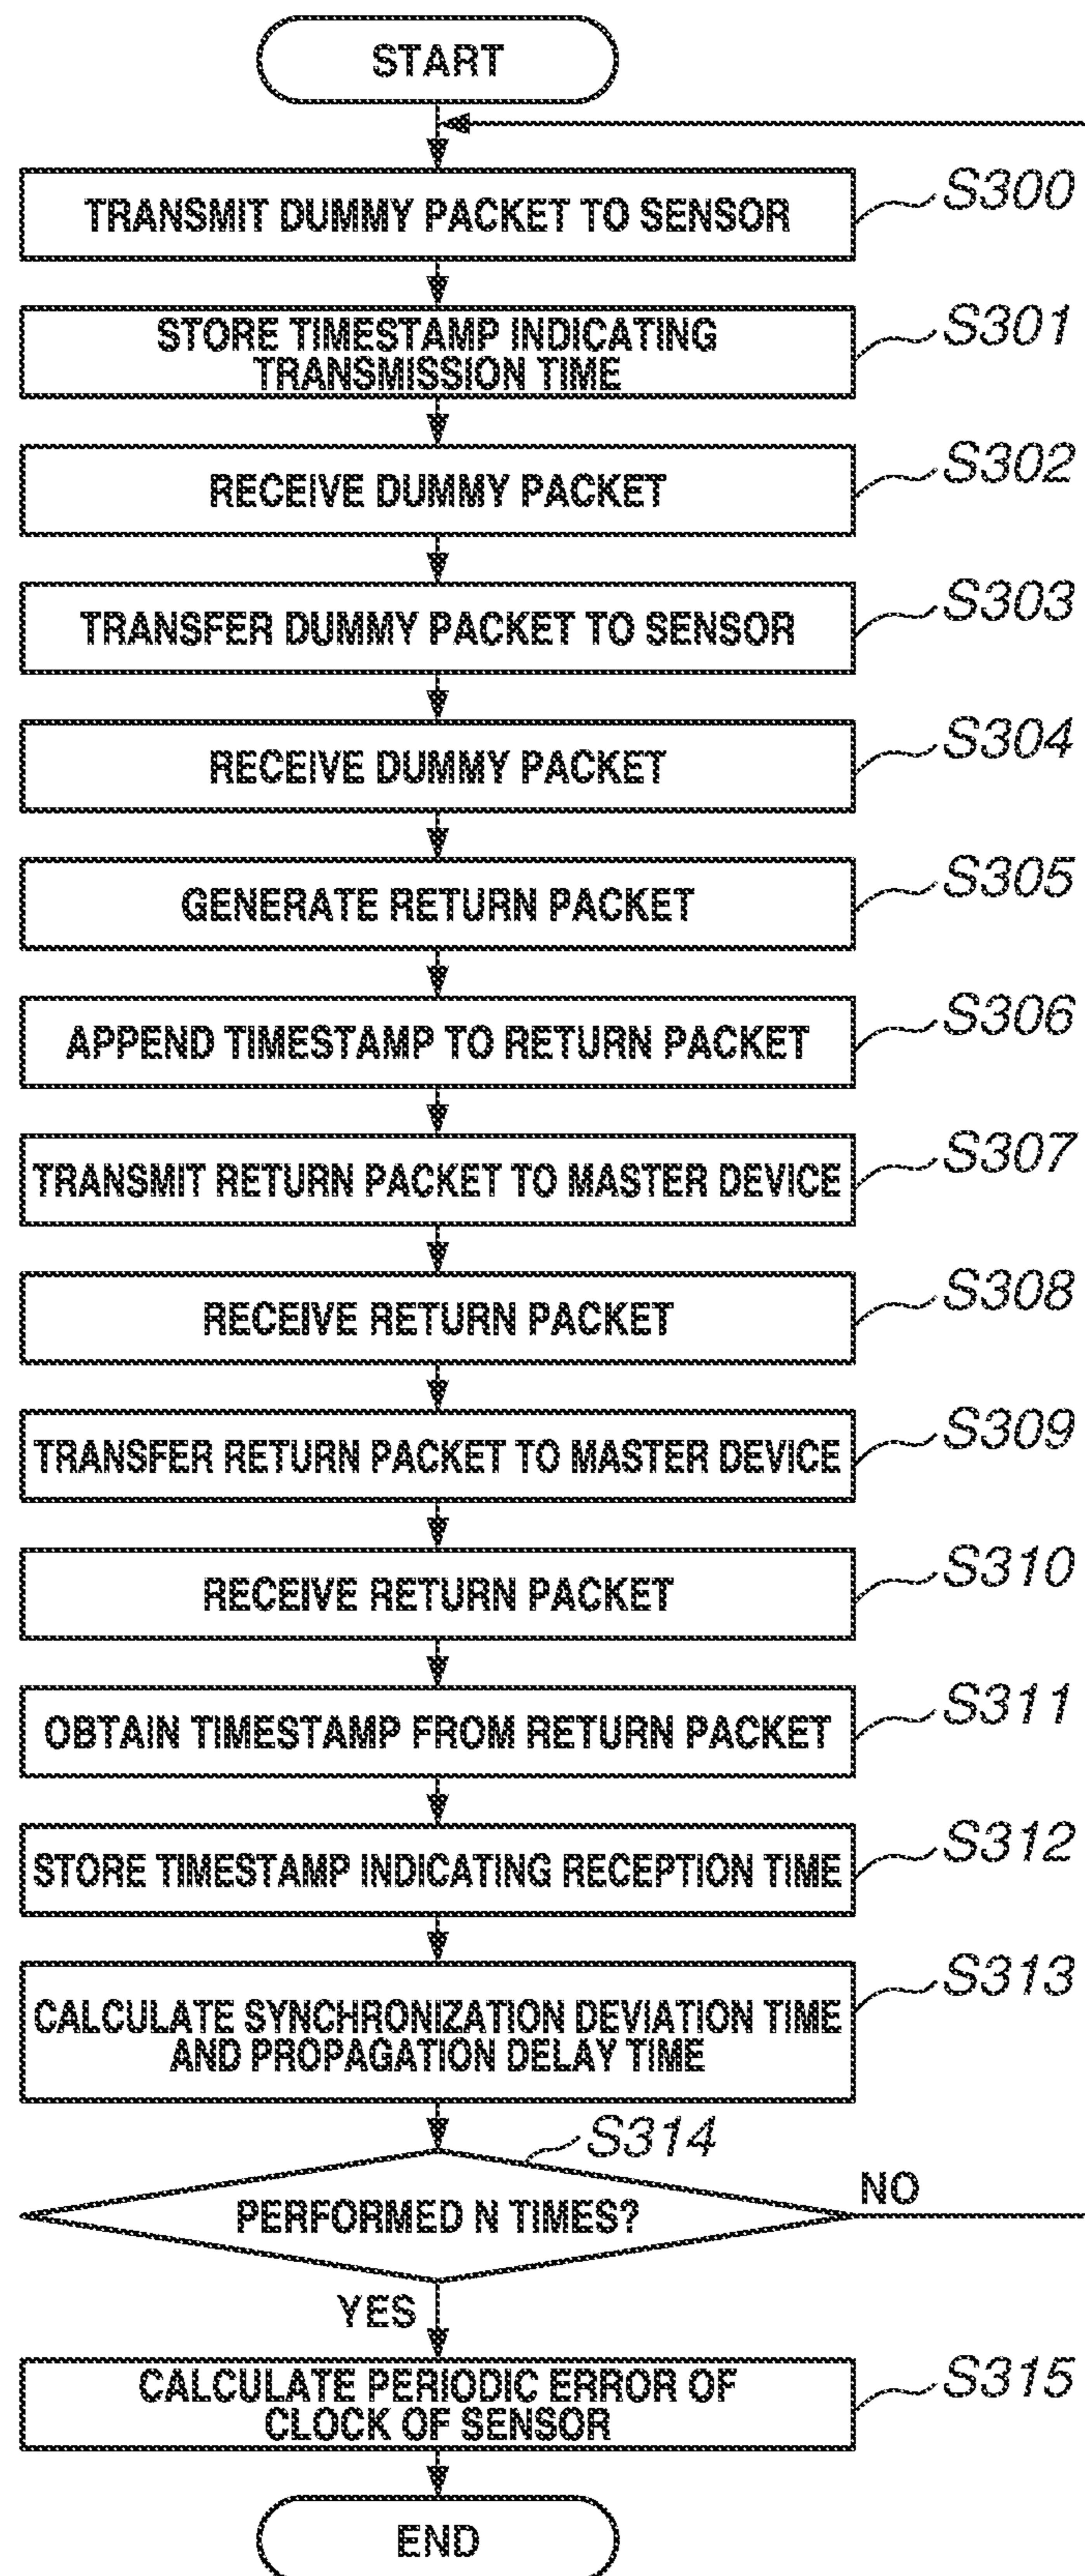 START
TRANSMIT DUMMY PACKET TO SENSOR
S300
STORE TIMESTAMP INDICATING
TRANSMISSION TIME
S301
RECEIVE DUMMY PACKET
S302
TRANSFER DUMMY PACKET TO SENSOR
S303
RECEIVE DUMMY PACKET
S304
GENERATE RETURN PACKET
S305
APPEND TIMESTAMP TO RETURN PACKET
S306
TRANSMIT RETURN PACKET TO MASTER DEVICE
S307
RECEIVE RETURN PACKET
S308
TRANSFER RETURN PACKET TO MASTER DEVICE
S309
RECEIVE RETURN PACKET
S310
OBTAIN TIMESTAMP FROM RETURN PACKET
S311
STORE TIMESTAMP INDICATING RECEPTION TIME
S312
CALCULATE SYNCHRONIZATION DEVIATION TIME
AND PROPAGATION DELAY TIME
S313
S314
PERFORMED N TIMES?
NO
YES
CALCULATE PERIODIC ERROR OF
CLOCK OF SENSOR
S315
END